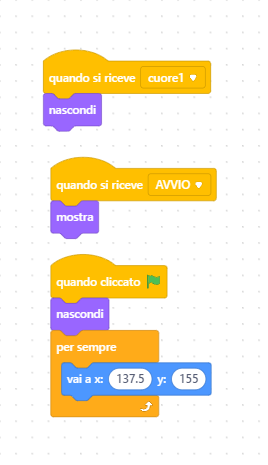 quando si riceve cuore1
nascondi
quando si riceve AVVIO
mostra
quando cliccato
nascondi
per sempre
vai a x: 137.5 y: 155